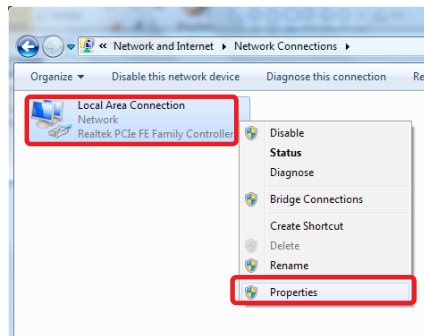 « Network and Internet ▸ Network Connections ▸
Organize ▾ Disable this network device Diagnose this connection Re
Local Area Connection
Network
Realtek PCIe FE Family Controller
Disable
Status
Diagnose
Bridge Connections
Create Shortcut
Delete
Rename
Properties